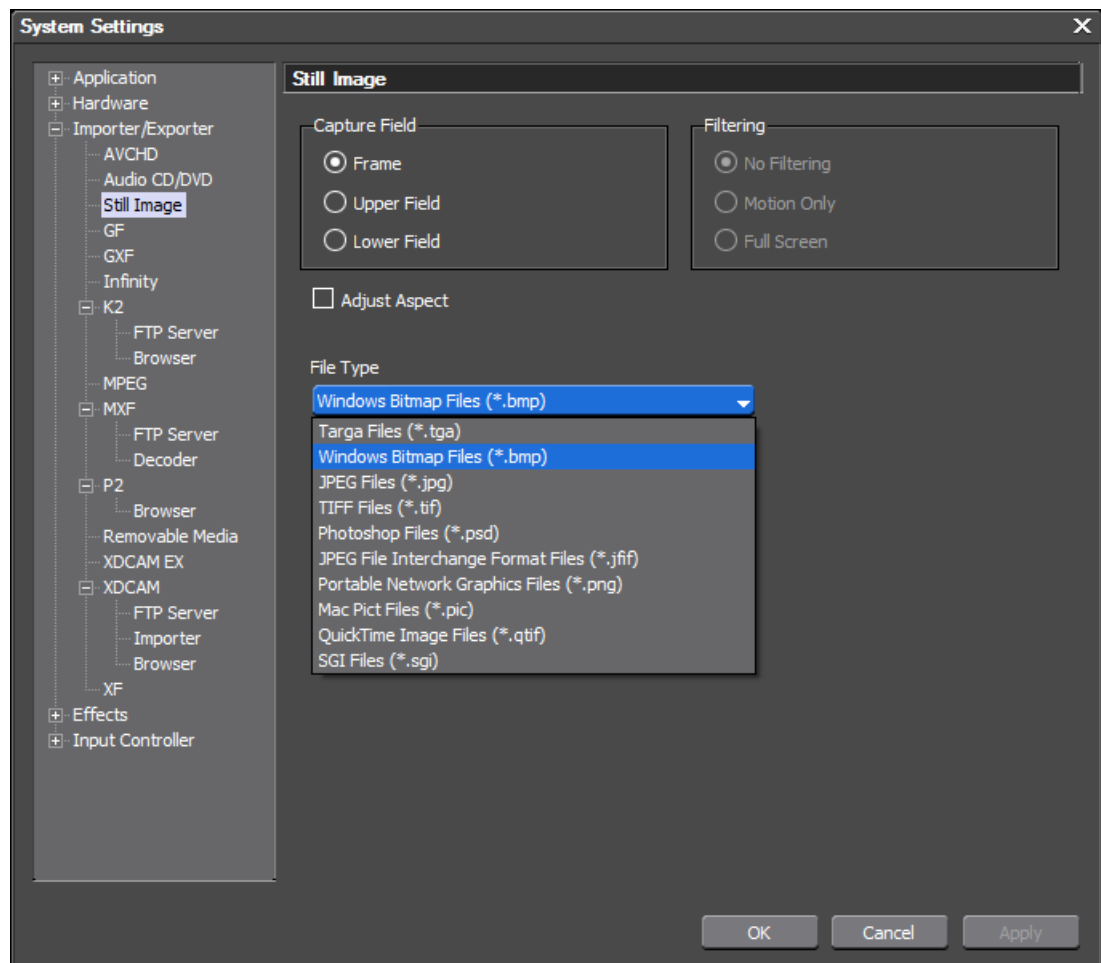 System Settings
Application
Hardware
Importer/Exporter
AVCHD
Audio CD/DVD
Still Image
GF
GXF
Infinity
K2
FTP Server
Browser
MPEG
MXF
FTP Server
Decoder
P2
Browser
Removable Media
XDCAM EX
XDCAM
FTP Server
Importer
Browser
XF
Effects
Input Controller
Still Image
Capture Field
Frame
Upper Field
Lower Field
Filtering
No Filtering
Motion Only
Full Screen
Adjust Aspect
File Type
Windows Bitmap Files (*.bmp)
Targa Files (*.tga)
Windows Bitmap Files (*.bmp)
JPEG Files (*.jpg)
TIFF Files (*.tif)
Photoshop Files (*.psd)
JPEG File Interchange Format Files (*.jfif)
Portable Network Graphics Files (*.png)
Mac Pict Files (*.pic)
QuickTime Image Files (*.qtif)
SGI Files (*.sgi)
OK
Cancel
Apply